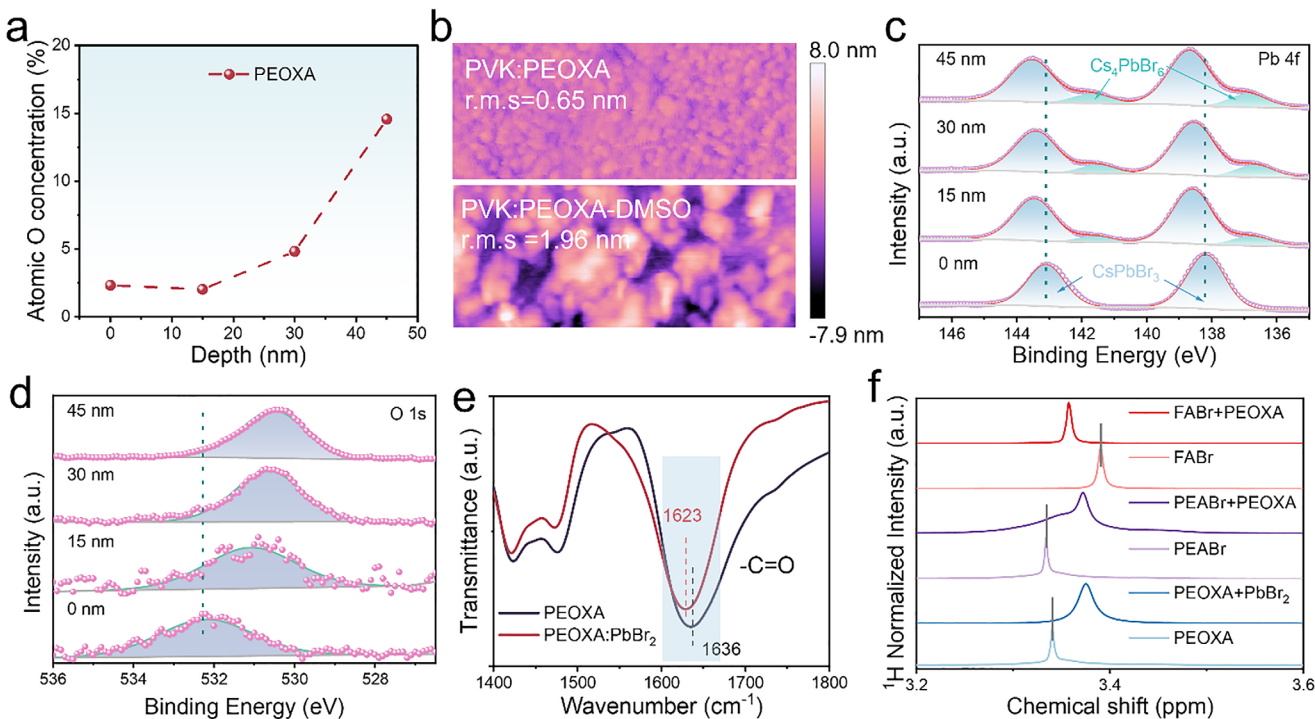 a
PEOXA
Atomic O concentration (%)
20
15
10
5
0
0 10 20 30 40 50
Depth (nm)
b
PVK:PEOXA
r.m.s=0.65 nm
PVK:PEOXA-DMSO
r.m.s =1.96 nm
8.0 nm
-7.9 nm
c
Pb 4f
45 nm
Cs₄PbBr₆
30 nm
15 nm
0 nm
CsPbBr₃
Intensity (a.u.)
146 144 142 140 138 136
Binding Energy (eV)
d
O 1s
45 nm
30 nm
15 nm
0 nm
Intensity (a.u.)
536 534 532 530 528
Binding Energy (eV)
e
Transmittance (a.u.)
1623
-C=O
1636
PEOXA
PEOXA:PbBr₂
1400 1500 1600 1700 1800
Wavenumber (cm⁻¹)
f
¹H Normalized Intensity (a.u.)
FABr+PEOXA
FABr
PEABr+PEOXA
PEABr
PEOXA+PbBr₂
PEOXA
3.2 3.4 3.6
Chemical shift (ppm)